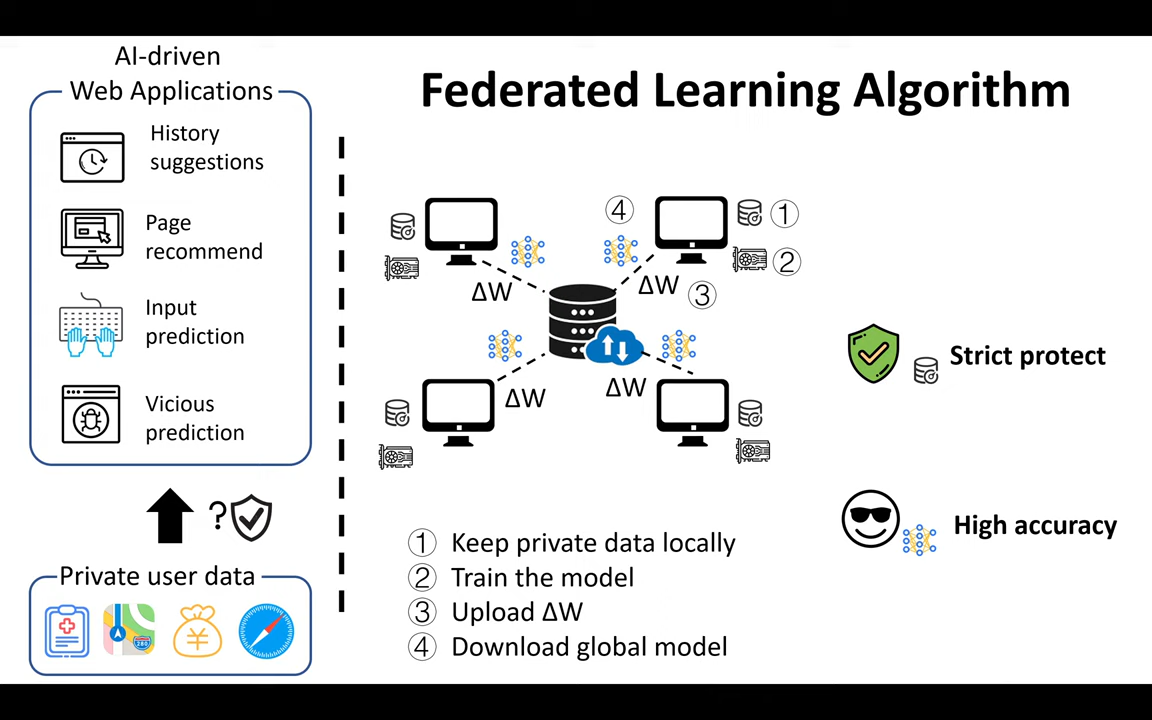 AI-driven
Web Applications
History
suggestions
Page
recommend
Input
prediction
Vicious
prediction
?
Private user data
¥
280
Federated Learning Algorithm
④
①
②
ΔW
ΔW
③
ΔW
ΔW
Strict protect
High accuracy
① Keep private data locally
② Train the model
③ Upload ΔW
④ Download global model